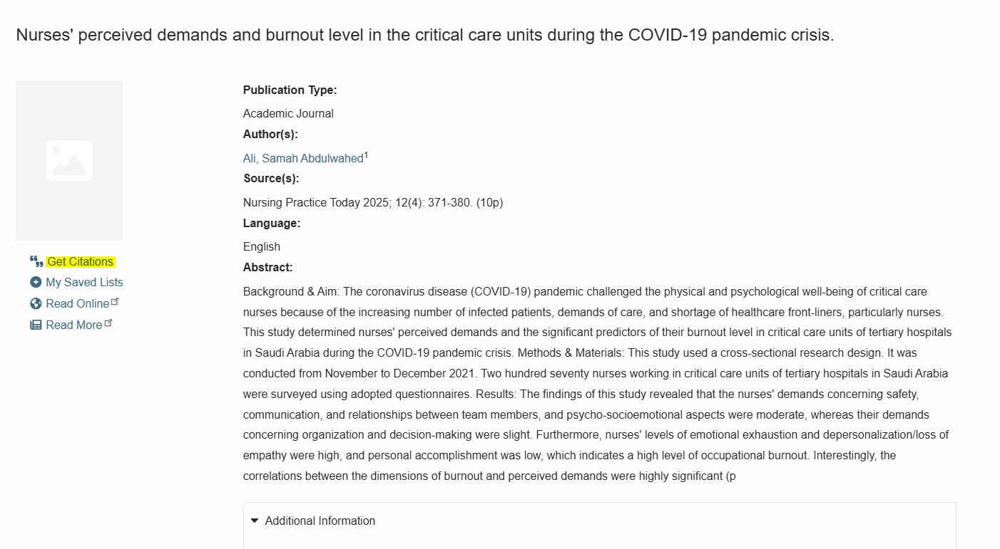 Nurses' perceived demands and burnout level in the critical care units during the COVID-19 pandemic crisis.
Get Citations
My Saved Lists
Read Online
Read More
Publication Type:
Academic Journal
Author(s):
Ali, Samah Abdulwahed1
Source(s):
Nursing Practice Today 2025; 12(4): 371-380. (10p)
Language:
English
Abstract:
Background & Aim: The coronavirus disease (COVID-19) pandemic challenged the physical and psychological well-being of critical care
nurses because of the increasing number of infected patients, demands of care, and shortage of healthcare front-liners, particularly nurses.
This study determined nurses' perceived demands and the significant predictors of their burnout level in critical care units of tertiary hospitals
in Saudi Arabia during the COVID-19 pandemic crisis. Methods & Materials: This study used a cross-sectional research design. It was
conducted from November to December 2021. Two hundred seventy nurses working in critical care units of tertiary hospitals in Saudi Arabia
were surveyed using adopted questionnaires. Results: The findings of this study revealed that the nurses' demands concerning safety,
communication, and relationships between team members, and psycho-socioemotional aspects were moderate, whereas their demands
concerning organization and decision-making were slight. Furthermore, nurses' levels of emotional exhaustion and depersonalization/loss of
empathy were high, and personal accomplishment was low, which indicates a high level of occupational burnout. Interestingly, the
correlations between the dimensions of burnout and perceived demands were highly significant (p
Additional Information